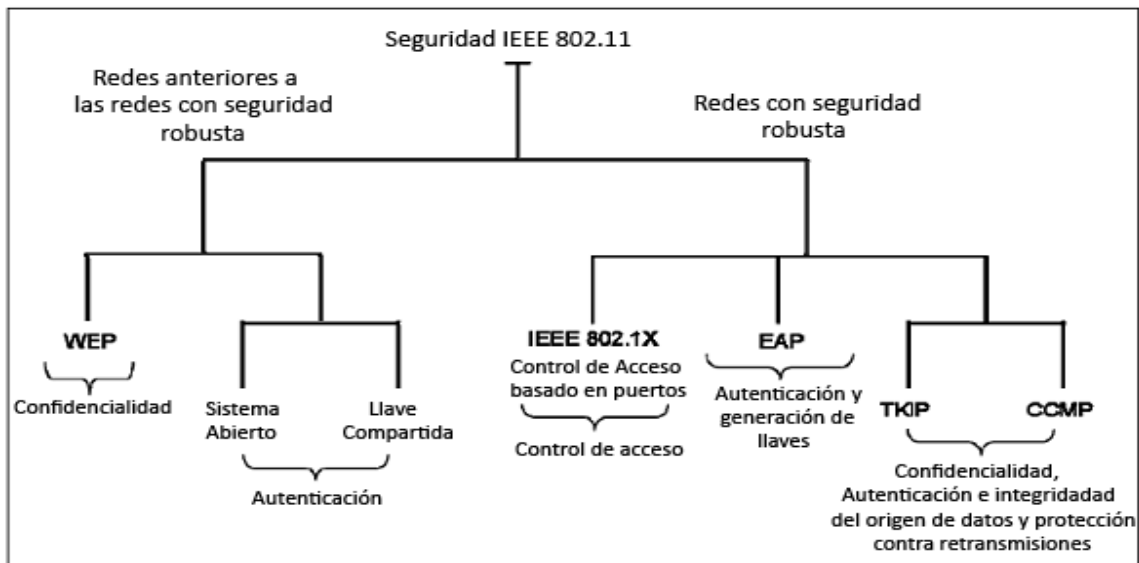 Seguridad IEEE 802.11
Redes anteriores a
las redes con seguridad
robusta
Redes con seguridad
robusta
WEP
Confidencialidad
Sistema
Abierto
Llave
Compartida
Autenticación
IEEE 802.1X
Control de Acceso
basado en puertos
Control de acceso
EAP
Autenticación y
generación de
llaves
TKIP
CCMP
Confidencialidad,
Autenticación e integridadad
del origen de datos y protección
contra retransmisiones